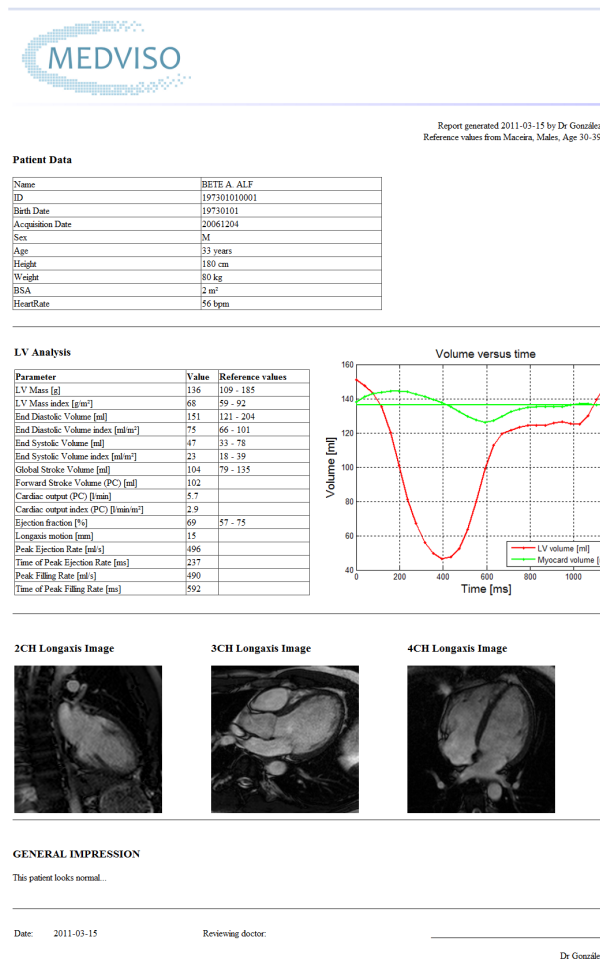 MEDVISO
Report generated 2011-03-15 by Dr González
Reference values from Maceira, Males, Age 30-39
Patient Data
Name BETE A. ALF
ID 197301010001
Birth Date 19730101
Acquisition Date 20061204
Sex M
Age 33 years
Height 180 cm
Weight 80 kg
BSA 2 m²
HeartRate 56 bpm
LV Analysis
Parameter Value Reference values
LV Mass [g] 136 109 - 185
LV Mass index [g/m²] 68 59 - 92
End Diastolic Volume [ml] 151 121 - 204
End Diastolic Volume index [ml/m²] 75 66 - 101
End Systolic Volume [ml] 47 33 - 78
End Systolic Volume index [ml/m²] 23 18 - 39
Global Stroke Volume [ml] 104 79 - 135
Forward Stroke Volume (PC) [ml] 102
Cardiac output (PC) [l/min] 5.7
Cardiac output index (PC) [l/min/m²] 2.9
Ejection fraction [%] 69 57 - 75
Longaxis motion [mm] 15
Peak Ejection Rate [ml/s] 496
Time of Peak Ejection Rate [ms] 237
Peak Filling Rate [ml/s] 490
Time of Peak Filling Rate [ms] 592
Volume versus time
160
140
120
100
80
60
40
Volume [ml]
0 200 400 600 800 1000
Time [ms]
LV volume [ml]
Myocard volume [
2CH Longaxis Image 3CH Longaxis Image 4CH Longaxis Image
GENERAL IMPRESSION
This patient looks normal...
Date: 2011-03-15 Reviewing doctor:
Dr Gonzále